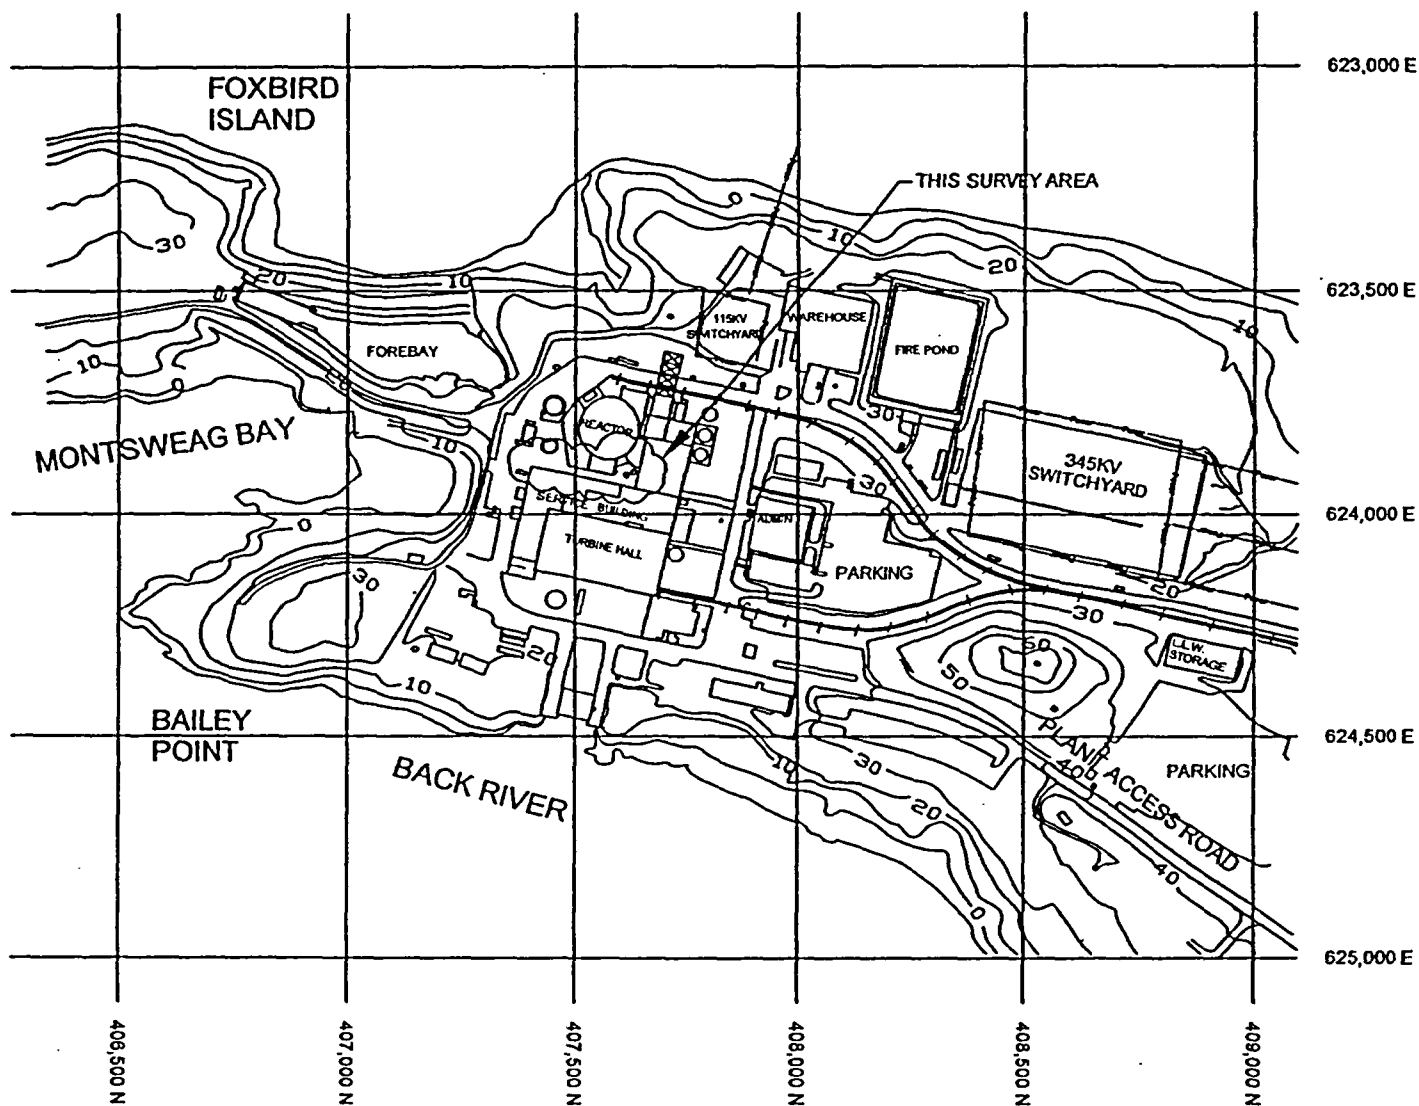 623,000 E
FOXBIRD
ISLAND
THIS SURVEY AREA
0
30
10
20
20
10
623,500 E
115KV
SWITCHYARD
WAREHOUSE
10
FOREBAY
FIRE POND
10
0
20
30
REACTOR
MONTSWEAG BAY
10
345KV
SWITCHYARD
30
SERVICE BUILDING
0
ADMIN
624,000 E
TURBINE HALL
30
PARKING
20
30
60
L.L.W.
STORAGE
20
50
10
BAILEY
POINT
PLANT ACCESS ROAD
624,500 E
BACK RIVER
10
30
40
PARKING
20
40
0
625,000 E
406,500 N
407,000 N
407,500 N
408,000 N
408,500 N
409,000 N